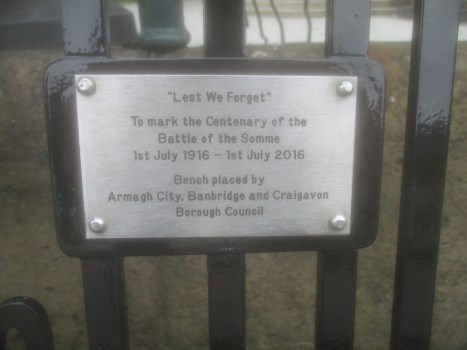 "Lest We Forget"
To mark the Centenary of the
Battle of the Somme
1st July 1916 – 1st July 2016
Bench placed by
Armagh City, Banbridge and Craigavon
Borough Council